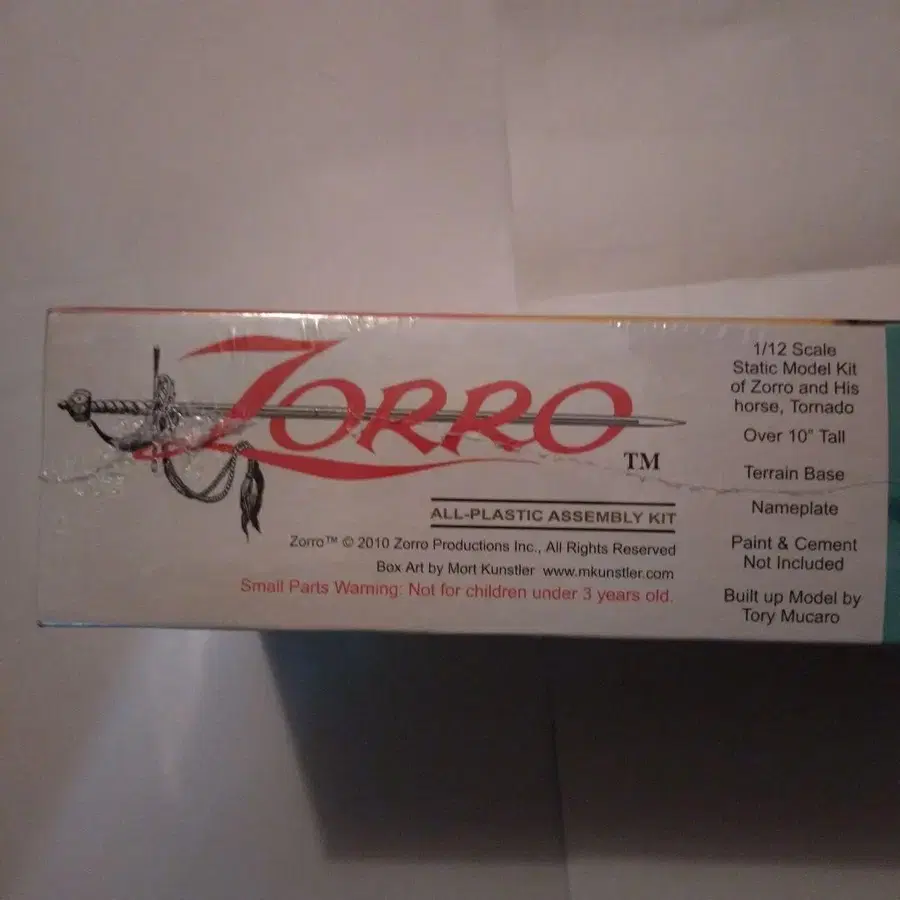 ZORRO
TM
ALL-PLASTIC ASSEMBLY KIT
Zorro™ © 2010 Zorro Productions Inc., All Rights Reserved
Box Art by Mort Kunstler www.mkunstler.com
Small Parts Warning: Not for children under 3 years old.
1/12 Scale
Static Model Kit
of Zorro and His
horse, Tornado
Over 10" Tall
Terrain Base
Nameplate
Paint & Cement
Not Included
Built up Model by
Tory Mucaro